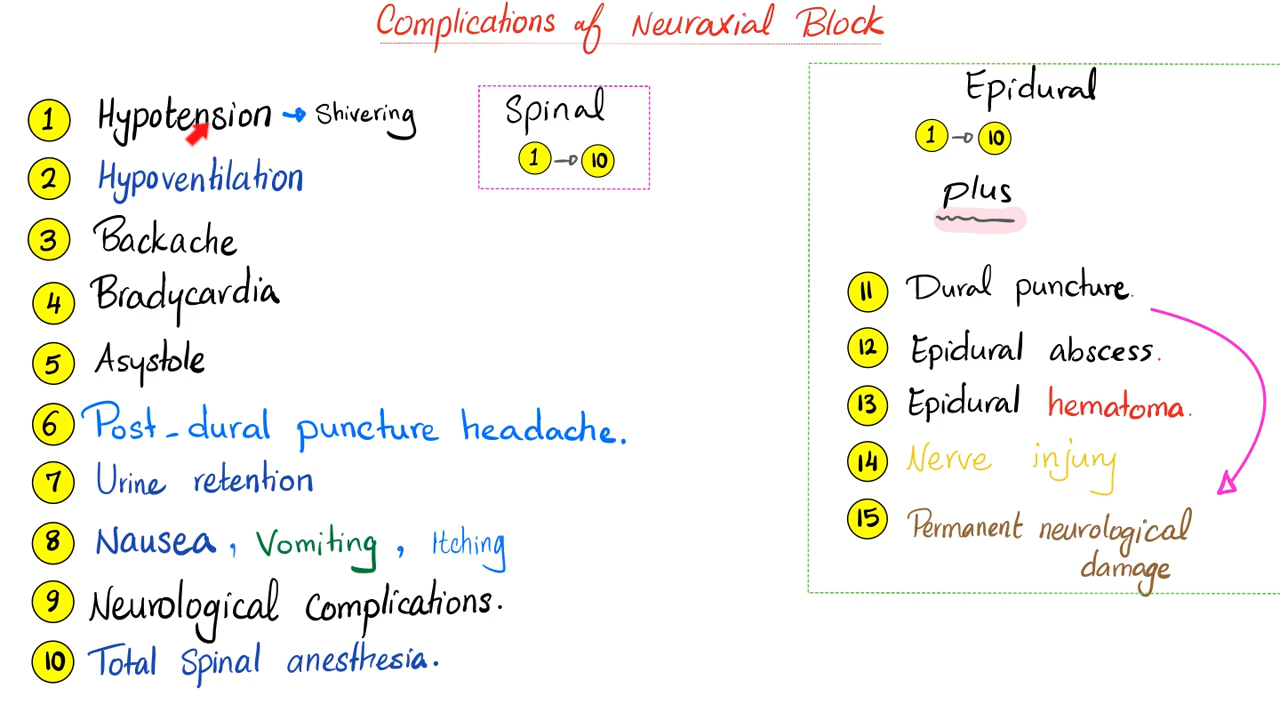 Complications of Neuraxial Block
1 Hypotension → Shivering
2 Hypoventilation
3 Backache
4 Bradycardia
5 Asystole
6 Post-dural puncture headache.
7 Urine retention
8 Nausea, Vomiting, Itching
9 Neurological Complications.
10 Total Spinal anesthesia.
Spinal
1 → 10
Epidural
1 → 10
plus
11 Dural puncture.
12 Epidural abscess.
13 Epidural hematoma.
14 Nerve injury
15 Permanent neurological
damage